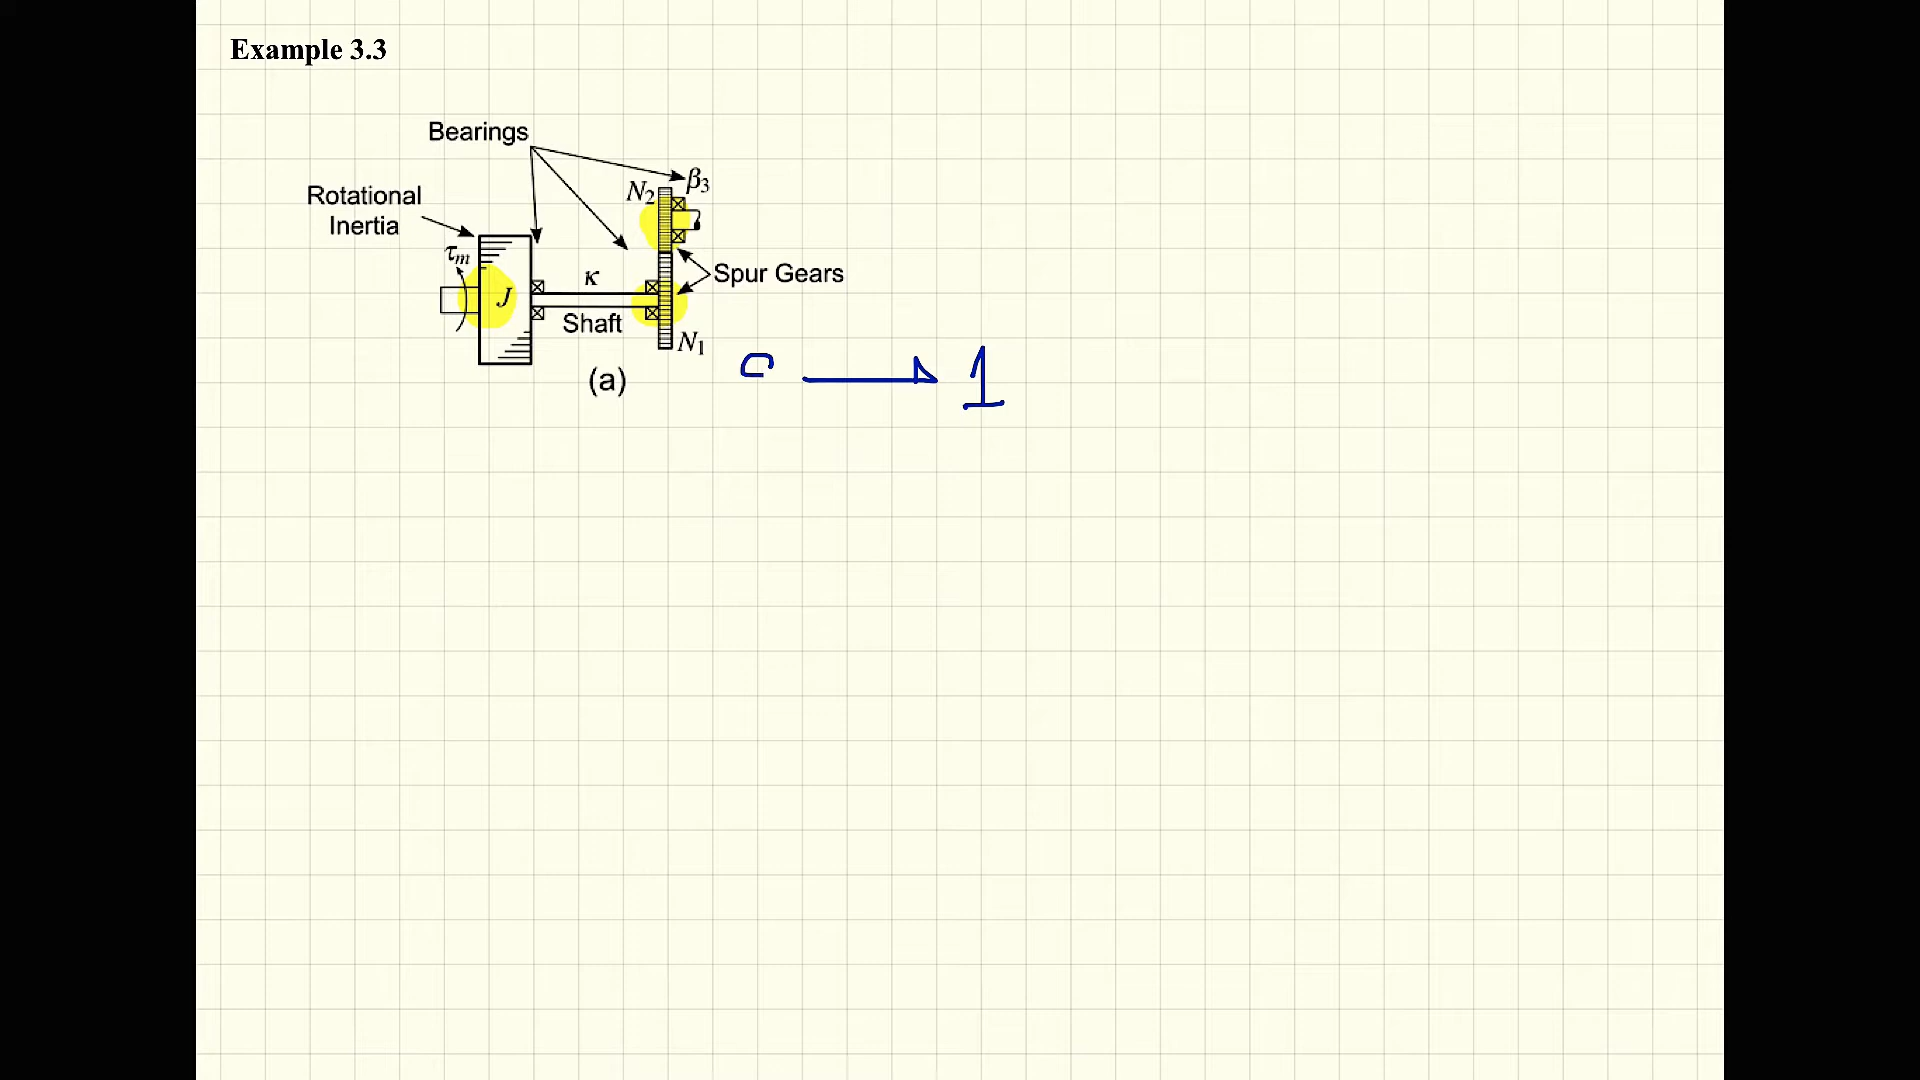 Example 3.3
Bearings
β₃
N₂
Rotational
Inertia
τₘ
κ
Spur Gears
J
Shaft
N₁
(a)
1